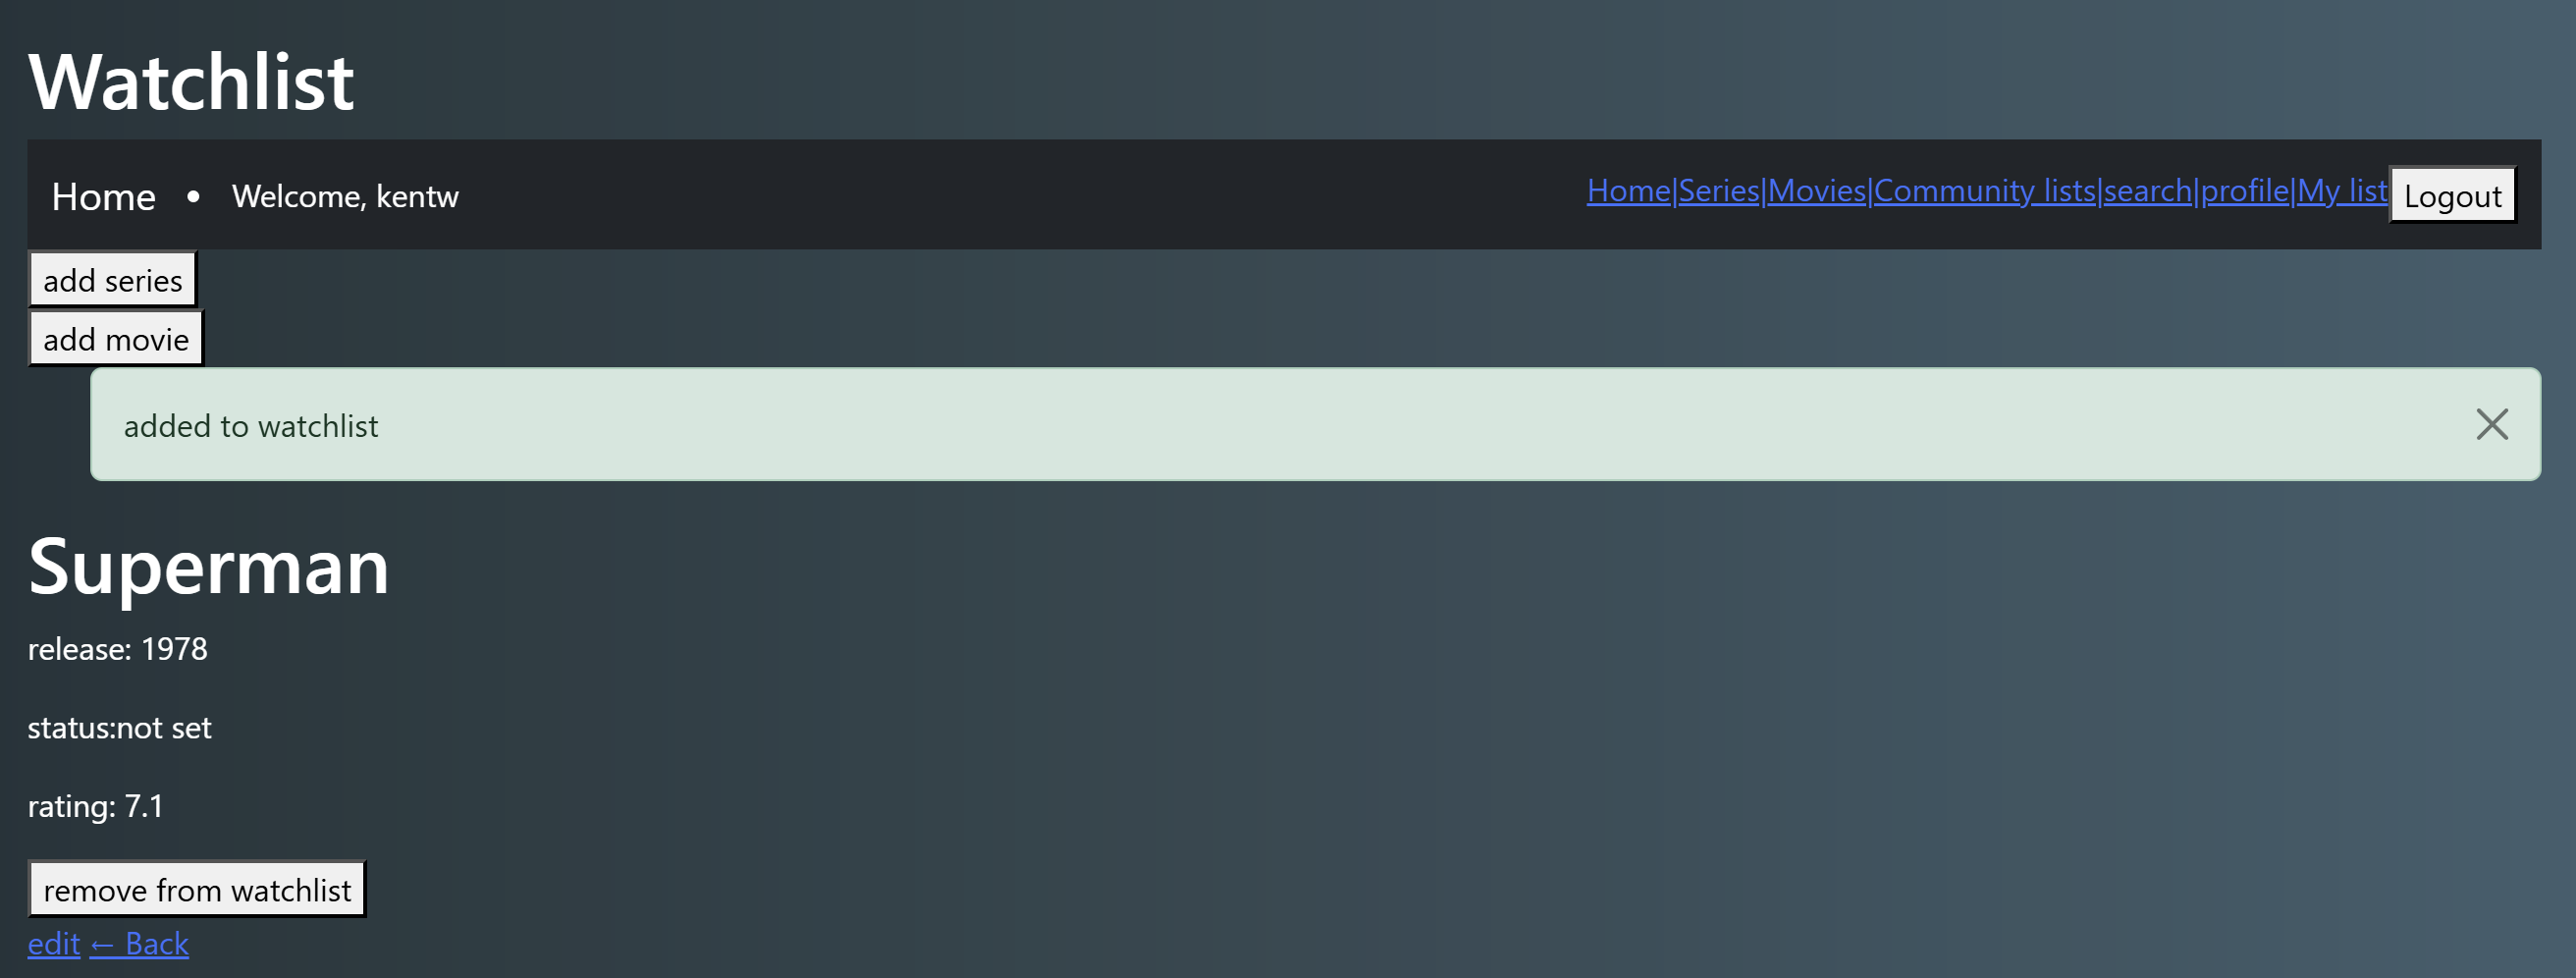 Watchlist
Home • Welcome, kentw Home|Series|Movies|Community lists|search|profile|My list Logout
add series
add movie
added to watchlist
Superman
release: 1978
status:not set
rating: 7.1
remove from watchlist
edit ← Back